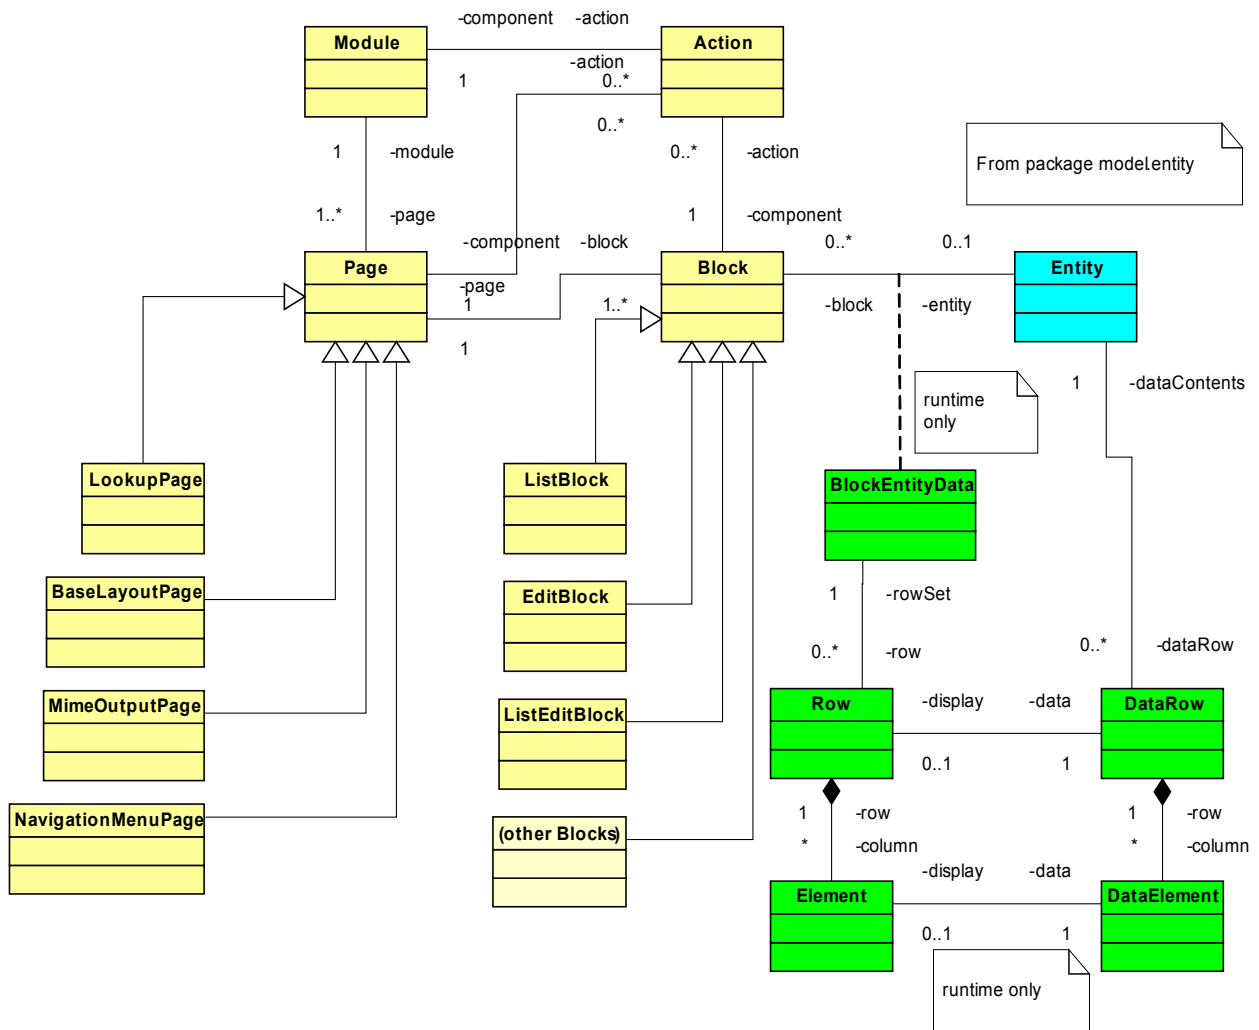 -component -action
Module Action
-action
1 0..*
0..*
1 -module 0..* -action
From package model.entity
1..* -page 1 -component
-component -block 0..* 0..1
Page Block Entity
-page
1 1..* -block -entity
1
1 -dataContents
runtime
only
LookupPage ListBlock BlockEntityData
BaseLayoutPage EditBlock 1 -rowSet
0..* -row 0..* -dataRow
MimeOutputPage ListEditBlock Row -display -data DataRow
0..1 1
NavigationMenuPage (other Blocks) 1 -row 1 -row
* -column * -column
-display -data
Element DataElement
0..1 1
runtime only